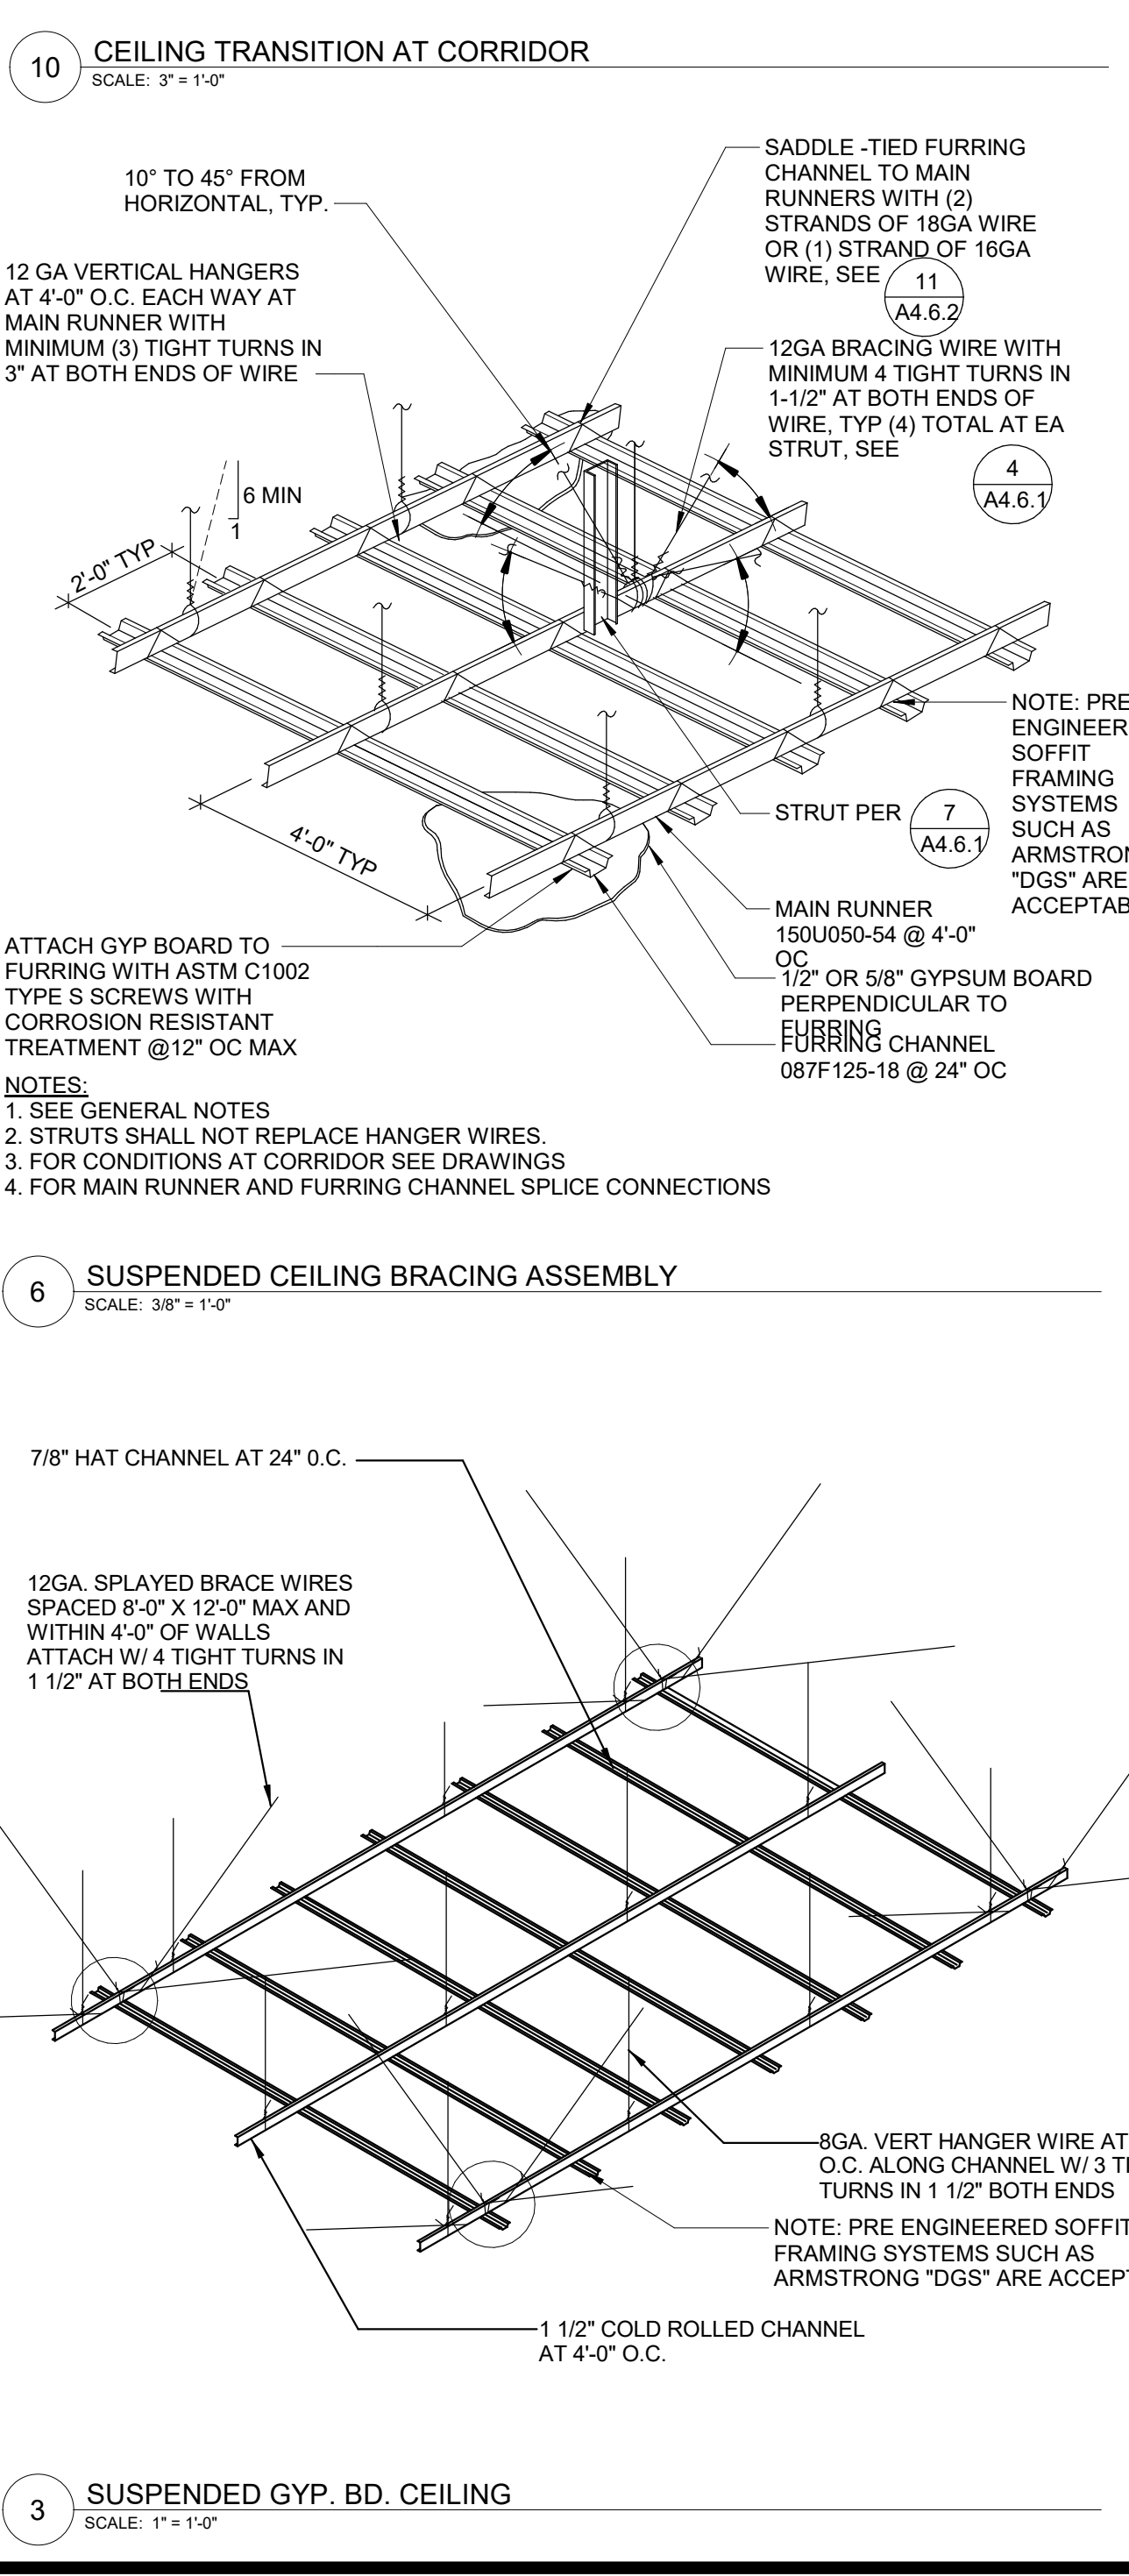 10
CEILING TRANSITION AT CORRIDOR
SCALE: 3" = 1'-0"
10° TO 45° FROM
HORIZONTAL, TYP.
12 GA VERTICAL HANGERS
AT 4'-0" O.C. EACH WAY AT
MAIN RUNNER WITH
MINIMUM (3) TIGHT TURNS IN
3" AT BOTH ENDS OF WIRE
SADDLE -TIED FURRING
CHANNEL TO MAIN
RUNNERS WITH (2)
STRANDS OF 18GA WIRE
OR (1) STRAND OF 16GA
WIRE, SEE
11
A4.6.2
12GA BRACING WIRE WITH
MINIMUM 4 TIGHT TURNS IN
1-1/2" AT BOTH ENDS OF
WIRE, TYP (4) TOTAL AT EA
STRUT, SEE
4
A4.6.1
6 MIN
1
2'-0" TYP
4'-0" TYP
NOTE: PRE
ENGINEER
SOFFIT
FRAMING
SYSTEMS
SUCH AS
ARMSTRON
"DGS" ARE
ACCEPTAB
STRUT PER
7
A4.6.1
MAIN RUNNER
150U050-54 @ 4'-0"
OC
1/2" OR 5/8" GYPSUM BOARD
PERPENDICULAR TO
FURRING
FURRING CHANNEL
087F125-18 @ 24" OC
ATTACH GYP BOARD TO
FURRING WITH ASTM C1002
TYPE S SCREWS WITH
CORROSION RESISTANT
TREATMENT @12" OC MAX
NOTES:
1. SEE GENERAL NOTES
2. STRUTS SHALL NOT REPLACE HANGER WIRES.
3. FOR CONDITIONS AT CORRIDOR SEE DRAWINGS
4. FOR MAIN RUNNER AND FURRING CHANNEL SPLICE CONNECTIONS
6
SUSPENDED CEILING BRACING ASSEMBLY
SCALE: 3/8" = 1'-0"
7/8" HAT CHANNEL AT 24" 0.C.
12GA. SPLAYED BRACE WIRES
SPACED 8'-0" X 12'-0" MAX AND
WITHIN 4'-0" OF WALLS
ATTACH W/ 4 TIGHT TURNS IN
1 1/2" AT BOTH ENDS
8GA. VERT HANGER WIRE AT
O.C. ALONG CHANNEL W/ 3 TI
TURNS IN 1 1/2" BOTH ENDS
NOTE: PRE ENGINEERED SOFFIT
FRAMING SYSTEMS SUCH AS
ARMSTRONG "DGS" ARE ACCEPT
1 1/2" COLD ROLLED CHANNEL
AT 4'-0" O.C.
3
SUSPENDED GYP. BD. CEILING
SCALE: 1" = 1'-0"